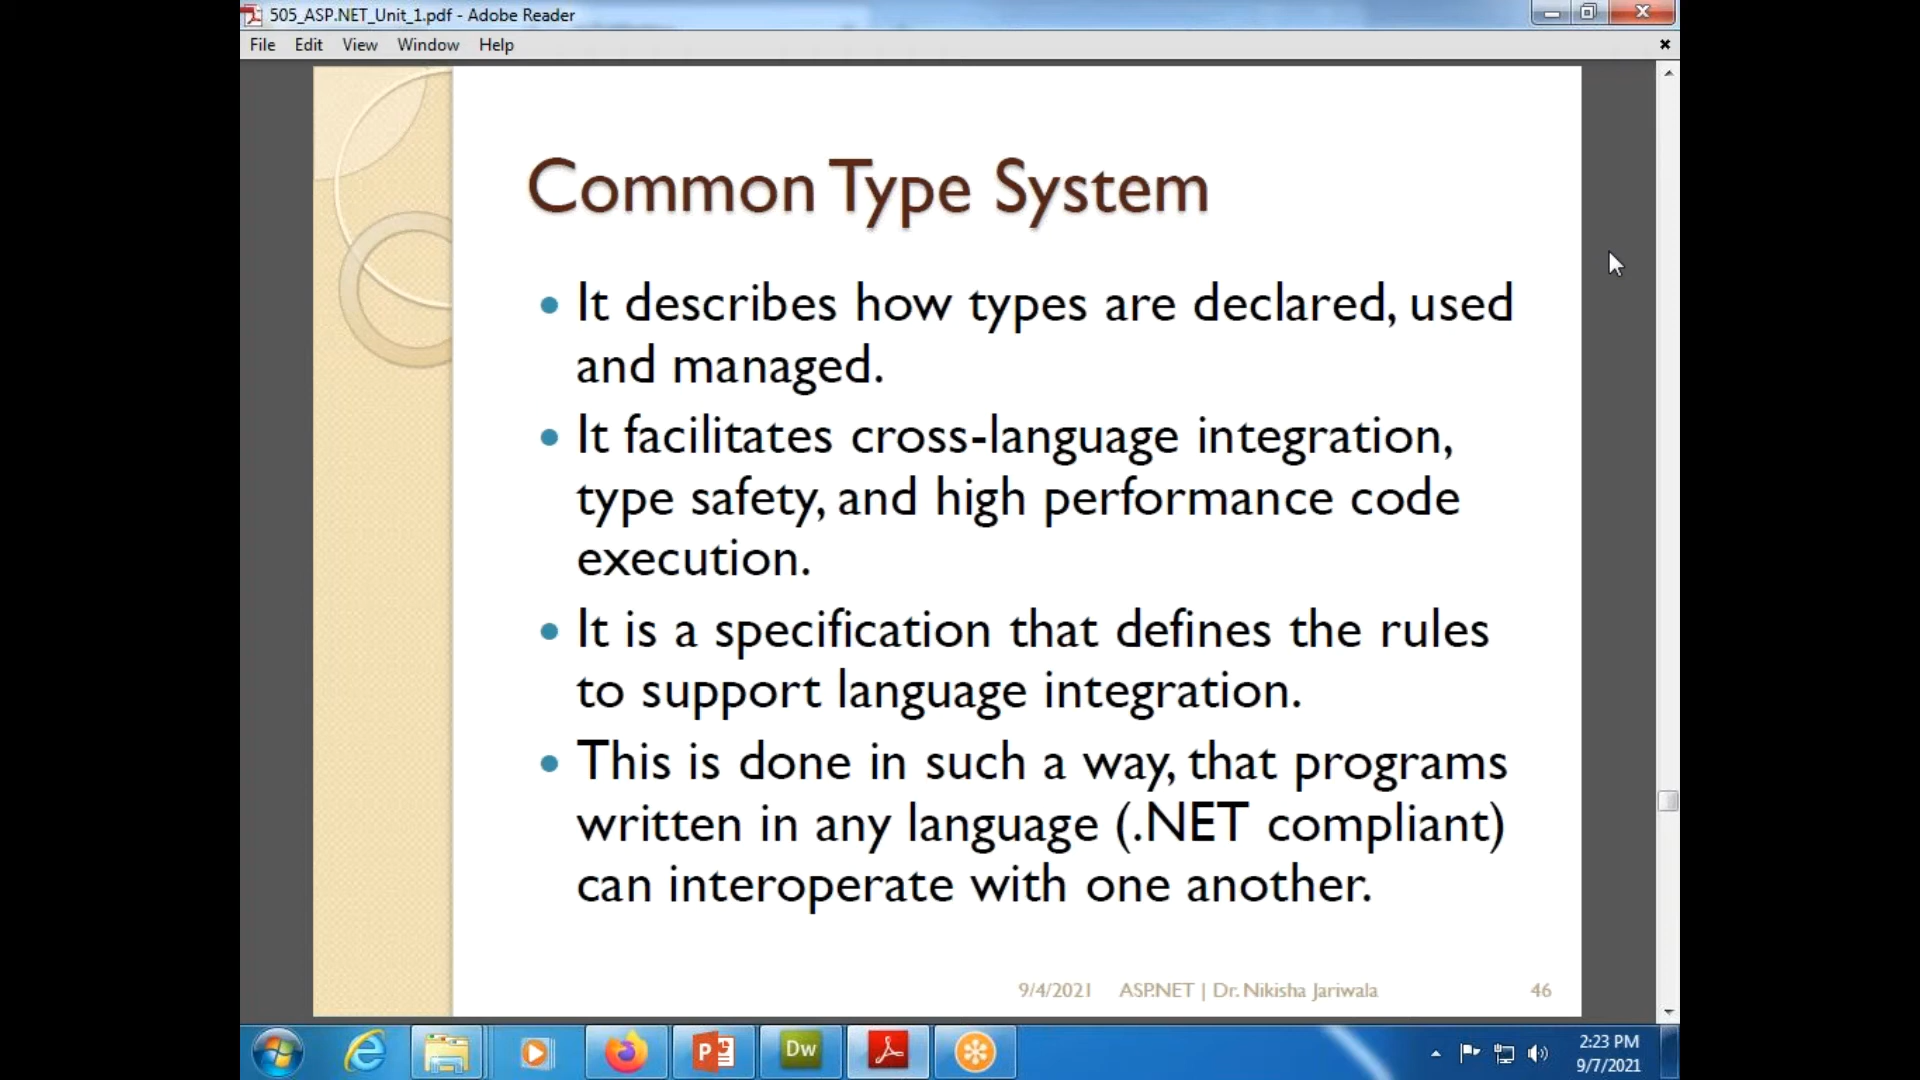 505_ASP.NET_Unit_1.pdf - Adobe Reader
File Edit View Window Help
Common Type System
• It describes how types are declared, used
and managed.
• It facilitates cross-language integration,
type safety, and high performance code
execution.
• It is a specification that defines the rules
to support language integration.
• This is done in such a way, that programs
written in any language (.NET compliant)
can interoperate with one another.
9/4/2021 ASP.NET | Dr. Nikisha Jariwala 46
Dw
2:23 PM
9/7/2021